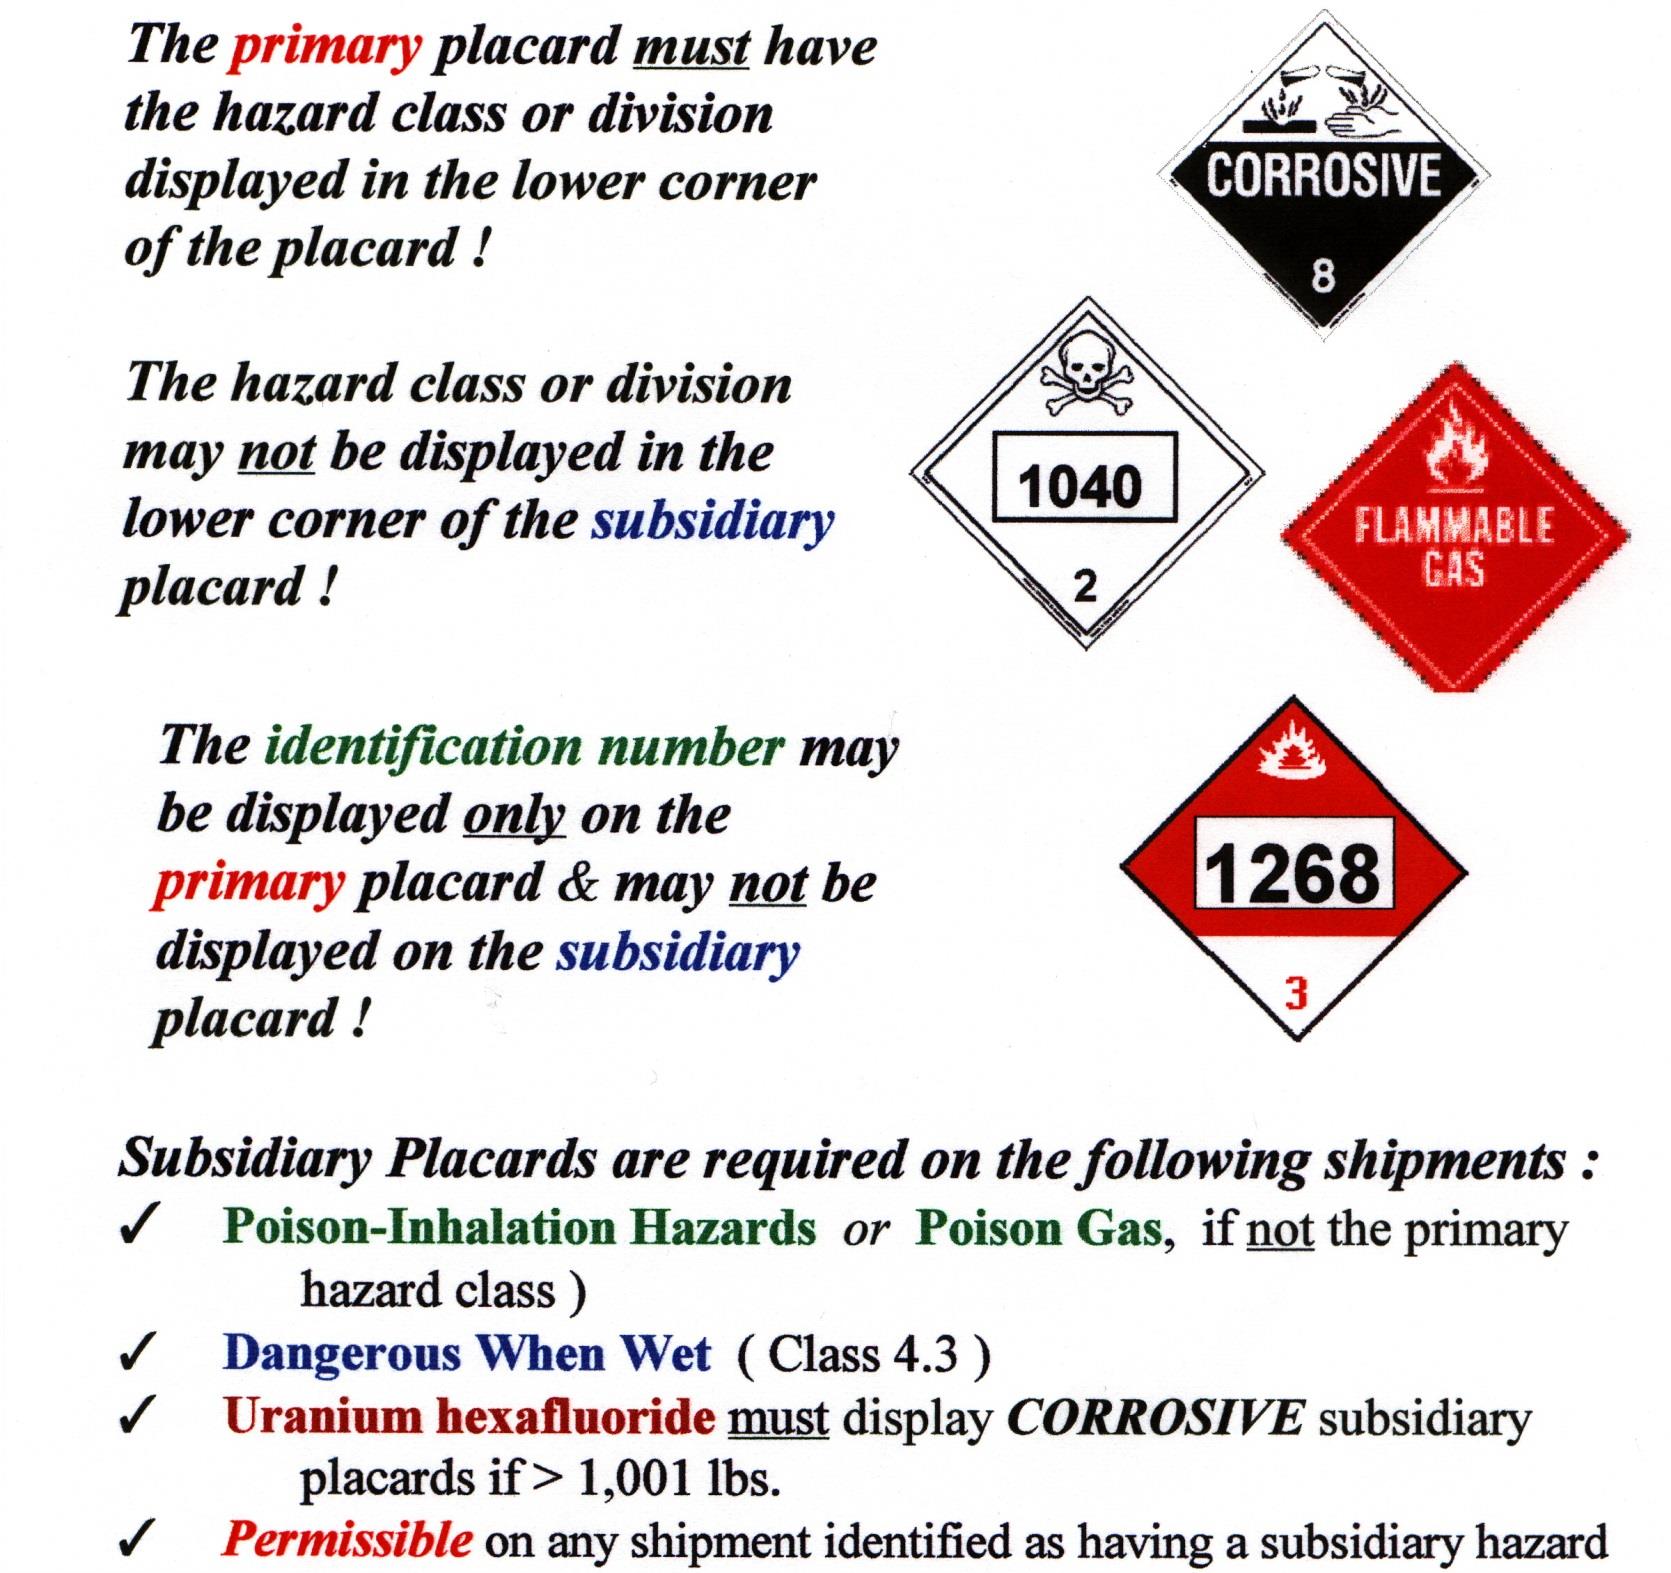 The primary placard must have
the hazard class or division
displayed in the lower corner
of the placard !
CORROSIVE
8
The hazard class or division
may not be displayed in the
lower corner of the subsidiary
placard !
1040
2
FLAMMABLE
GAS
The identification number may
be displayed only on the
primary placard & may not be
displayed on the subsidiary
placard !
1268
3
Subsidiary Placards are required on the following shipments :
✓ Poison-Inhalation Hazards or Poison Gas, if not the primary
hazard class )
✓ Dangerous When Wet ( Class 4.3 )
✓ Uranium hexafluoride must display CORROSIVE subsidiary
placards if > 1,001 lbs.
✓ Permissible on any shipment identified as having a subsidiary hazard